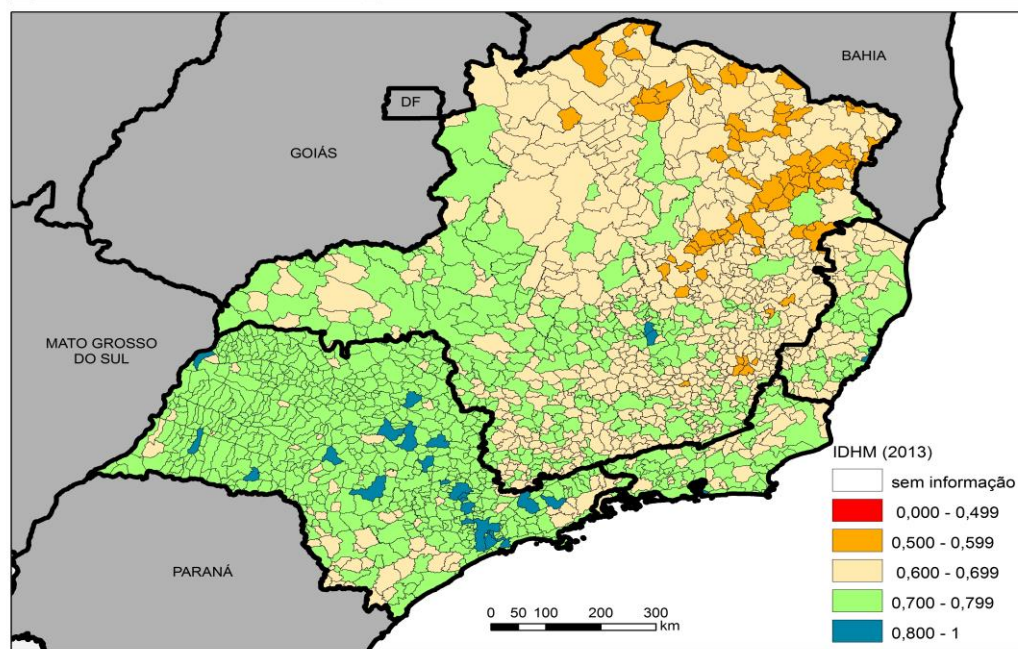 BAHIA
DF
GOIÁS
MATO GROSSO
DO SUL
PARANÁ
IDHM (2013)
sem informação
0,000 - 0,499
0,500 - 0,599
0,600 - 0,699
0,700 - 0,799
0,800 - 1
0 50 100 200 300
km